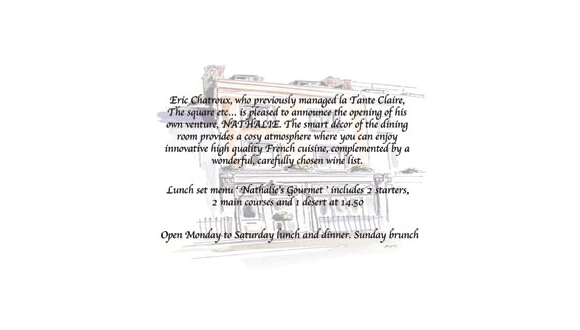 Eric Chatroux, who previously managed la Tante Claire,
The square etc... is pleased to announce the opening of his
own venture, NATHALIE. The smart décor of the dining
room provides a cosy atmosphere where you can enjoy
innovative high quality French cuisine, complemented by a
wonderful, carefully chosen wine list.
Lunch set menu ' Nathalie's Gourmet ' includes 2 starters,
2 main courses and 1 desert at 14.50
Open Monday to Saturday lunch and dinner. Sunday brunch